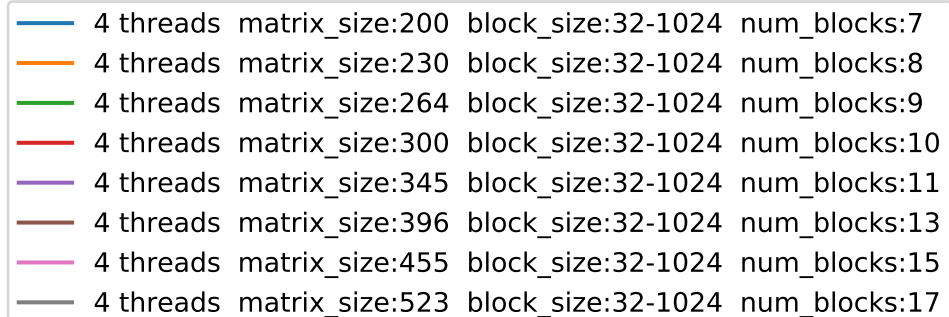 4 threads matrix_size:200 block_size:32-1024 num_blocks:7
4 threads matrix_size:230 block_size:32-1024 num_blocks:8
4 threads matrix_size:264 block_size:32-1024 num_blocks:9
4 threads matrix_size:300 block_size:32-1024 num_blocks:10
4 threads matrix_size:345 block_size:32-1024 num_blocks:11
4 threads matrix_size:396 block_size:32-1024 num_blocks:13
4 threads matrix_size:455 block_size:32-1024 num_blocks:15
4 threads matrix_size:523 block_size:32-1024 num_blocks:17